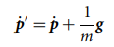 ṗ′ = ṗ + 1/m g